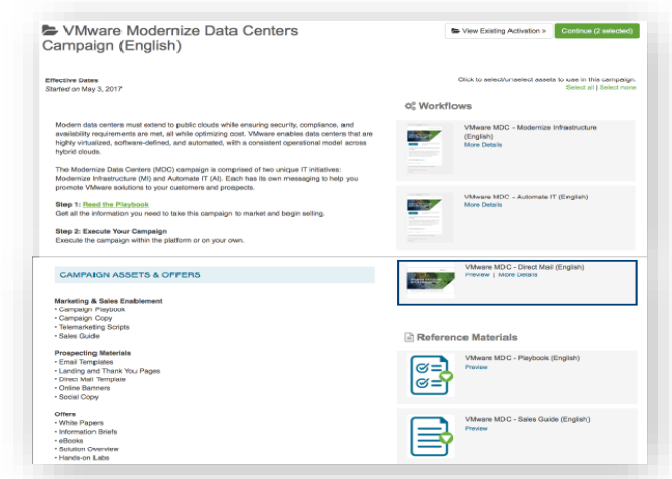 VMware Modernize Data Centers
Campaign (English)
View Existing Activation »
Continue (2 selected)
Effective Dates
Started on May 3, 2017
Click to select/unselect assets to use in this campaign.
Select all | Select none
Modern data centers must extend to public clouds while ensuring security, compliance, and
availability requirements are met, all while optimizing cost. VMware enables data centers that are
highly virtualized, software-defined, and automated, with a consistent operational model across
hybrid clouds.
The Modernize Data Centers (MDC) campaign is comprised of two unique IT initiatives:
Modernize Infrastructure (MI) and Automate IT (AI). Each has its own messaging to help you
promote VMware solutions to your customers and prospects.
Step 1: Read the Playbook
Get all the information you need to take this campaign to market and begin selling.
Step 2: Execute Your Campaign
Execute the campaign within the platform or on your own.
CAMPAIGN ASSETS & OFFERS
Marketing & Sales Enablement
• Campaign Playbook
• Campaign Copy
• Telemarketing Scripts
• Sales Guide
Prospecting Materials
• Email Templates
• Landing and Thank You Pages
• Direct Mail Template
• Online Banners
• Social Copy
Offers
• White Papers
• Information Briefs
• eBooks
• Solution Overview
• Hands-on Labs
Workflows
VMware MDC - Modernize Infrastructure
(English)
More Details
VMware MDC - Automate IT (English)
More Details
VMware MDC - Direct Mail (English)
Preview | More Details
Reference Materials
VMware MDC - Playbook (English)
Preview
VMware MDC - Sales Guide (English)
Preview